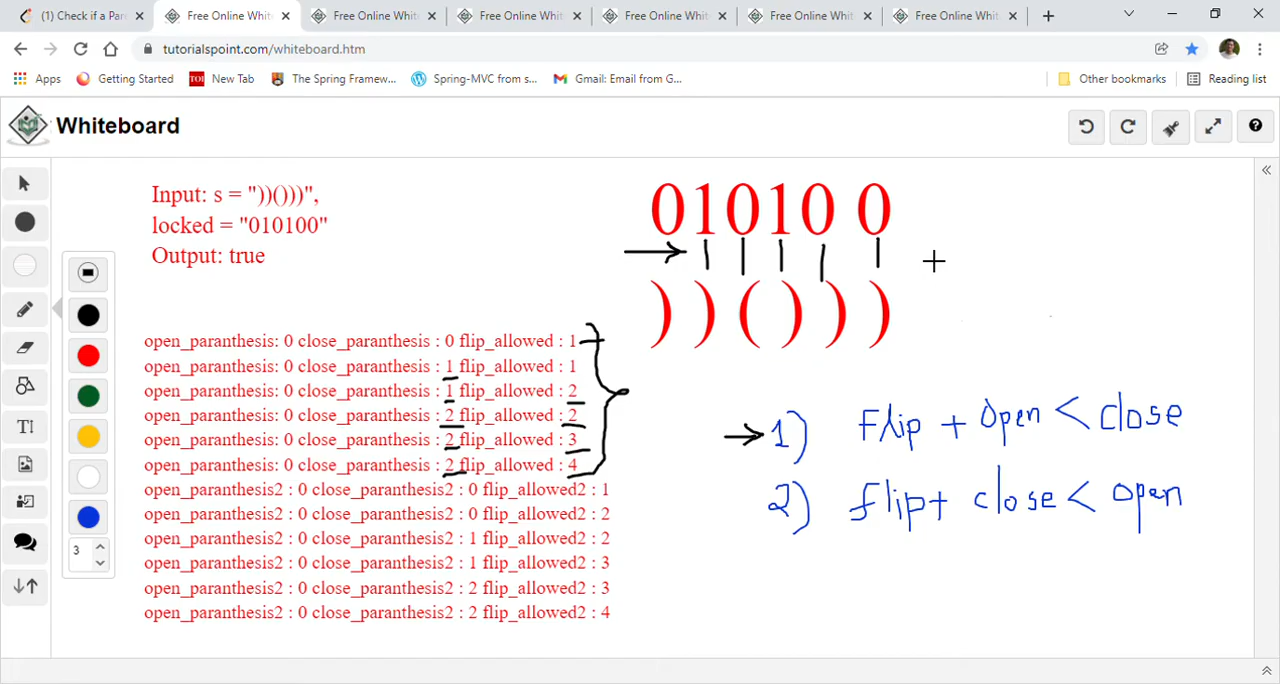 (1) Check if a Par
Free Online Whit
Free Online Whit
Free Online Whit
Free Online Whit
Free Online Whit
Free Online Whit
tutorialspoint.com/whiteboard.htm
Apps
Getting Started
TOI
New Tab
The Spring Framew...
Spring-MVC from s...
Gmail: Email from G...
Other bookmarks
Reading list
Whiteboard
Input: s = "))()))",
locked = "010100"
Output: true
010100
))()))
open_paranthesis: 0 close_paranthesis : 0 flip_allowed : 1
open_paranthesis: 0 close_paranthesis : 1 flip_allowed : 1
open_paranthesis: 0 close_paranthesis : 1 flip_allowed : 2
open_paranthesis: 0 close_paranthesis : 2 flip_allowed : 2
open_paranthesis: 0 close_paranthesis : 2 flip_allowed : 3
open_paranthesis: 0 close_paranthesis : 2 flip_allowed : 4
open_paranthesis2 : 0 close_paranthesis2 : 0 flip_allowed2 : 1
open_paranthesis2 : 0 close_paranthesis2 : 0 flip_allowed2 : 2
open_paranthesis2 : 0 close_paranthesis2 : 1 flip_allowed2 : 2
open_paranthesis2 : 0 close_paranthesis2 : 1 flip_allowed2 : 3
open_paranthesis2 : 0 close_paranthesis2 : 2 flip_allowed2 : 3
open_paranthesis2 : 0 close_paranthesis2 : 2 flip_allowed2 : 4
→ 1) Flip + Open < Close
2) flip+ close < open
3